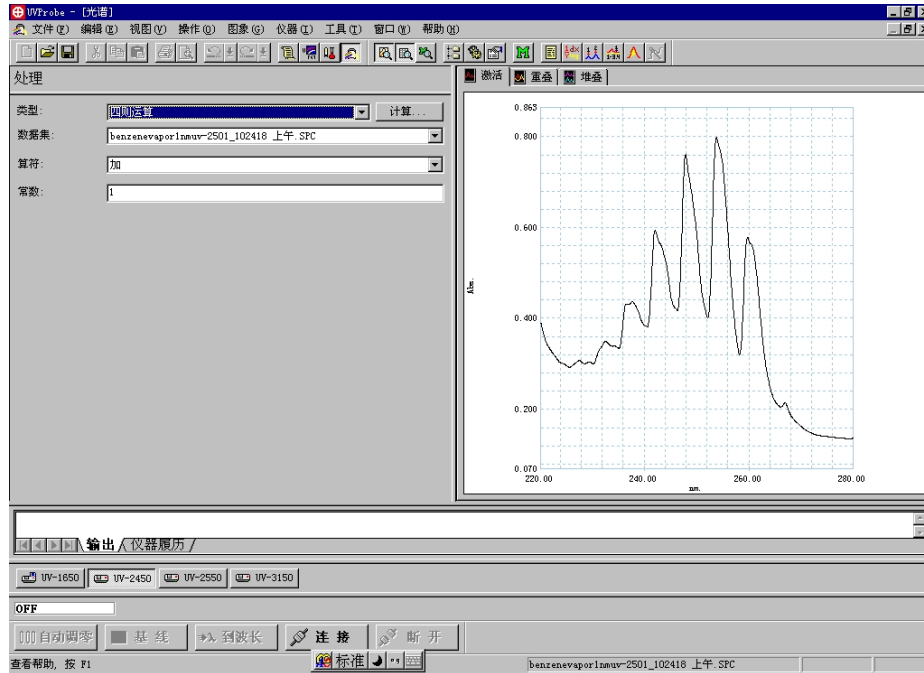 UVProbe - [光谱]
文件(F) 编辑(E) 视图(V) 操作(O) 图象(G) 仪器(I) 工具(T) 窗口(W) 帮助(H)
处理
类型: 四则运算 计算...
数据集: benzenevapor1nmuv-2501_102418 上午.SPC
算符: 加
常数: 1
激活 重叠 堆叠
0.863
0.800
0.600
Abs.
0.400
0.200
0.070
220.00 240.00 260.00 280.00
nm.
输出 仪器履历
UV-1650 UV-2450 UV-2550 UV-3150
OFF
自动调零 基线 到波长 连接 断开
查看帮助, 按 F1 标准 benzenevapor1nmuv-2501_102418 上午.SPC